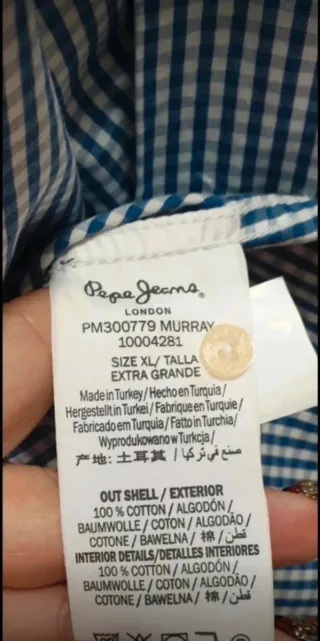 Pepe Jeans
LONDON
PM300779 MURRAY
10004281
SIZE XL/ TALLA
EXTRA GRANDE
Made in Turkey / Hecho en Turquia /
Hergestellt in Turkei / Fabrique en Turquie /
Fabricado em Turquia / Fatto in Turchia /
Wyprodukowano w Turkcja /
产地: 土耳其 / صنع في تركيا
OUT SHELL / EXTERIOR
100 % COTTON / ALGODÓN /
BAUMWOLLE / COTON / ALGODÃO /
COTONE / BAWELNA / 棉 / قطن /
INTERIOR DETAILS/DETALLES INTERIORES
100 % COTTON / ALGODÓN /
BAUMWOLLE / COTON / ALGODÃO /
COTONE / BAWELNA / 棉 / قطن /